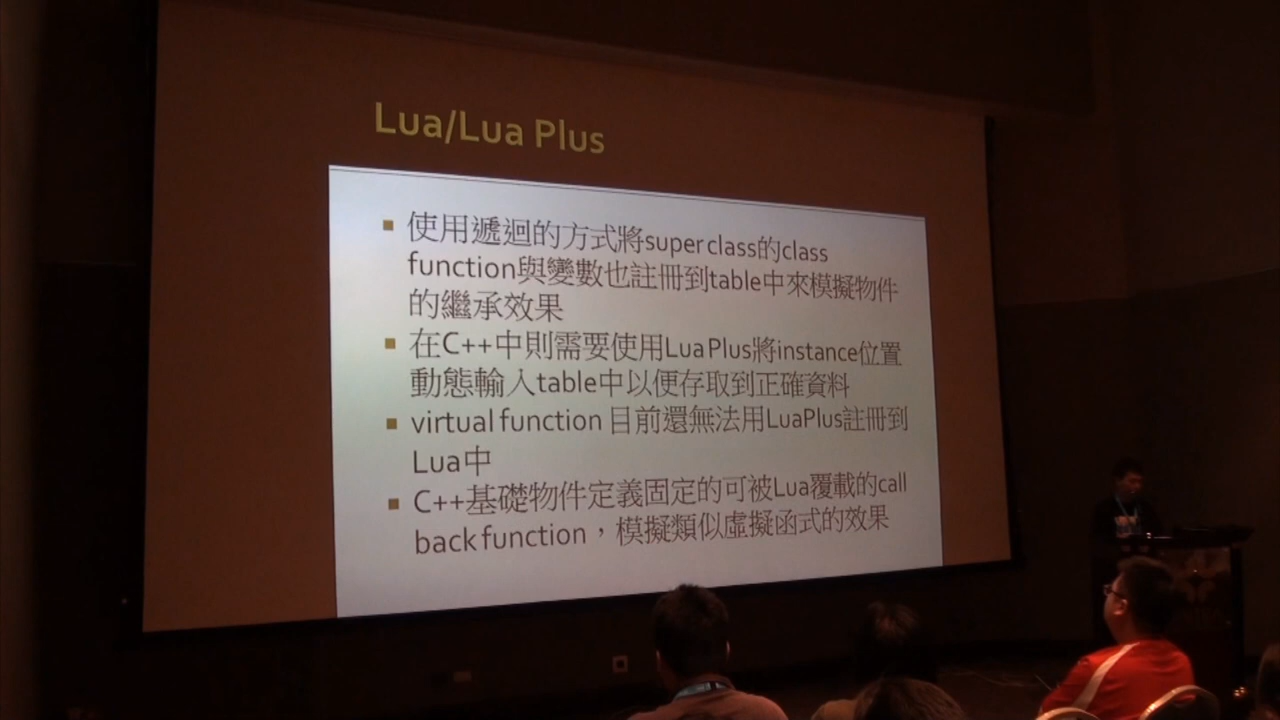 Lua/Lua Plus
使用遞迴的方式將super class的class
function與變數也註冊到table中來模擬物件
的繼承效果
在C++中則需要使用Lua Plus將instance位置
動態輸入table中以便存取到正確資料
virtual function 目前還無法用LuaPlus註冊到
Lua中
C++基礎物件定義固定的可被Lua覆載的call
back function，模擬類似虛擬函式的效果